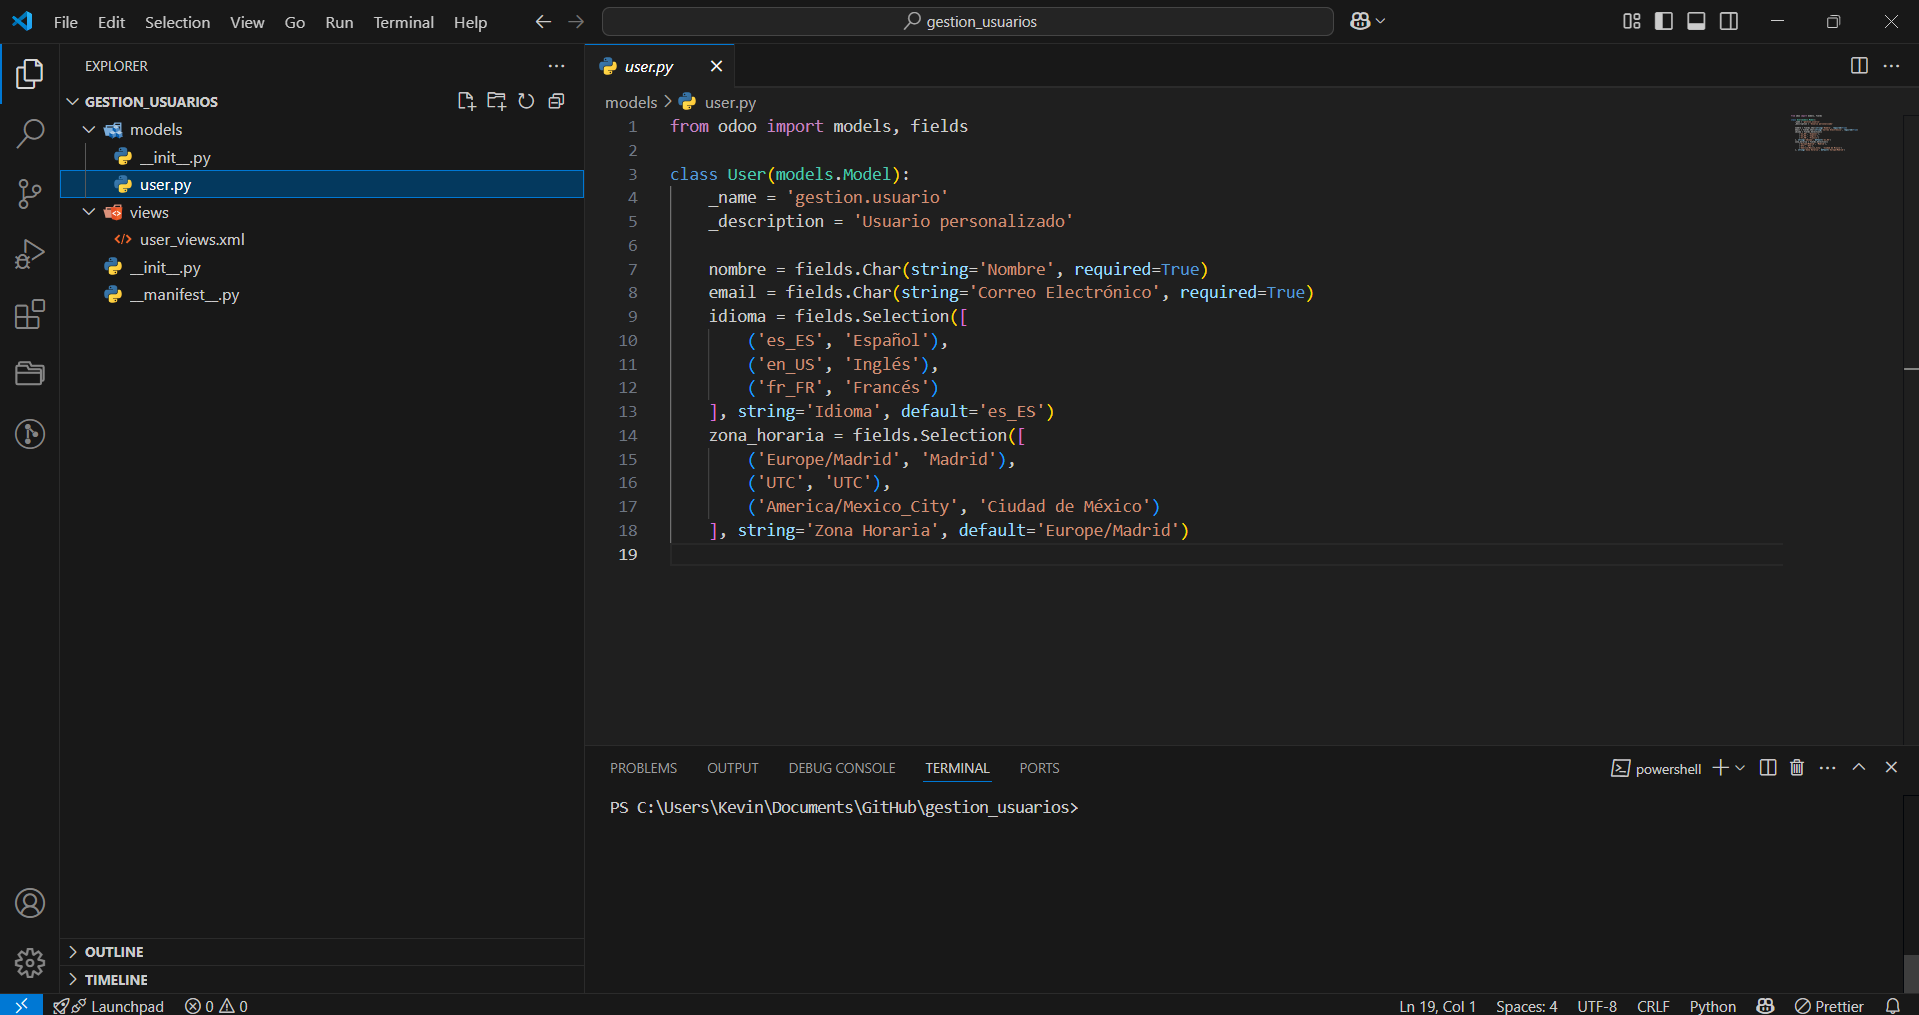 File Edit Selection View Go Run Terminal Help
gestion_usuarios
EXPLORER
GESTION_USUARIOS
models
__init__.py
user.py
views
user_views.xml
__init__.py
__manifest__.py
OUTLINE
TIMELINE
user.py
models > user.py
1 from odoo import models, fields
2
3 class User(models.Model):
4 _name = 'gestion.usuario'
5 _description = 'Usuario personalizado'
6
7 nombre = fields.Char(string='Nombre', required=True)
8 email = fields.Char(string='Correo Electrónico', required=True)
9 idioma = fields.Selection([
10 ('es_ES', 'Español'),
11 ('en_US', 'Inglés'),
12 ('fr_FR', 'Francés')
13 ], string='Idioma', default='es_ES')
14 zona_horaria = fields.Selection([
15 ('Europe/Madrid', 'Madrid'),
16 ('UTC', 'UTC'),
17 ('America/Mexico_City', 'Ciudad de México')
18 ], string='Zona Horaria', default='Europe/Madrid')
19
PROBLEMS OUTPUT DEBUG CONSOLE TERMINAL PORTS
powershell
PS C:\Users\Kevin\Documents\GitHub\gestion_usuarios>
Launchpad 0 0
Ln 19, Col 1 Spaces: 4 UTF-8 CRLF Python Prettier